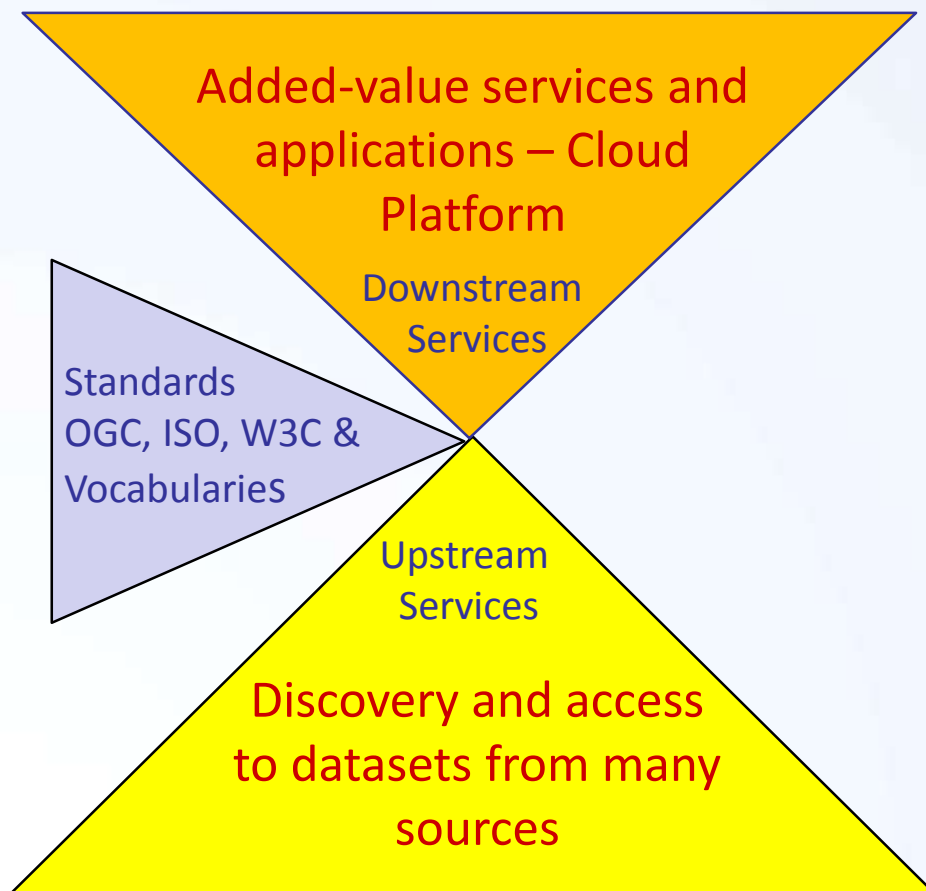 Added-value services and
applications – Cloud
Platform
Downstream
Services
Standards
OGC, ISO, W3C &
Vocabularies
Upstream
Services
Discovery and access
to datasets from many
sources